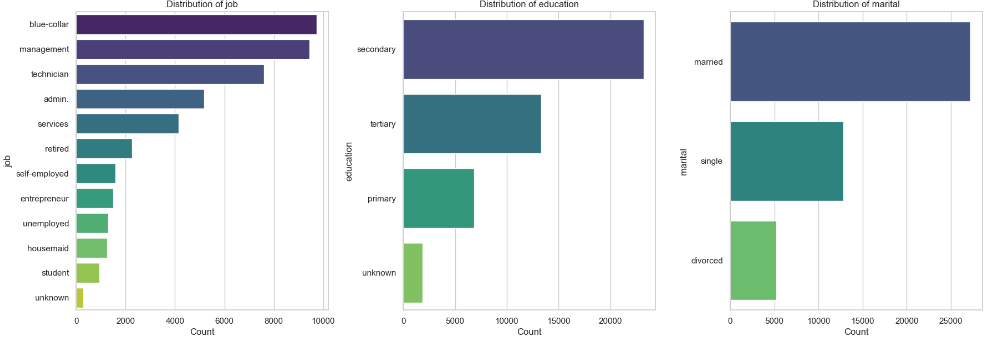 Distribution of job
blue-collar
management
technician
admin.
services
retired
self-employed
entrepreneur
unemployed
housemaid
student
unknown
job
0 2000 4000 6000 8000 10000
Count
Distribution of education
secondary
tertiary
primary
unknown
education
0 5000 10000 15000 20000
Count
Distribution of marital
married
single
divorced
marital
0 5000 10000 15000 20000 25000
Count